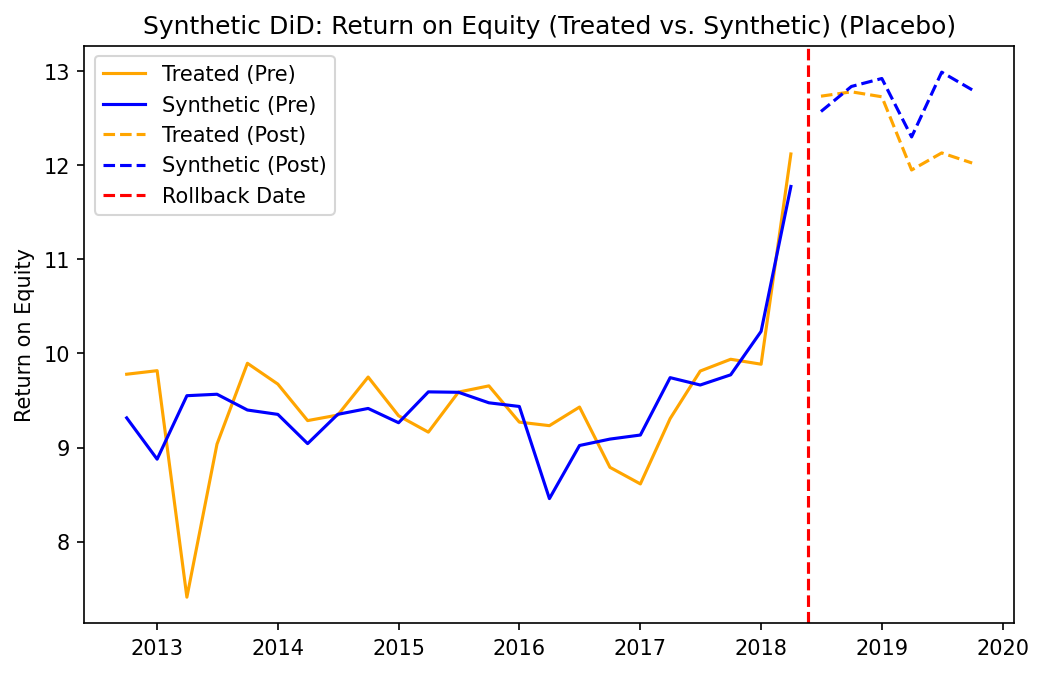 Synthetic DiD: Return on Equity (Treated vs. Synthetic) (Placebo)
Treated (Pre)
Synthetic (Pre)
Treated (Post)
Synthetic (Post)
Rollback Date
Return on Equity
13
12
11
10
9
8
2013 2014 2015 2016 2017 2018 2019 2020